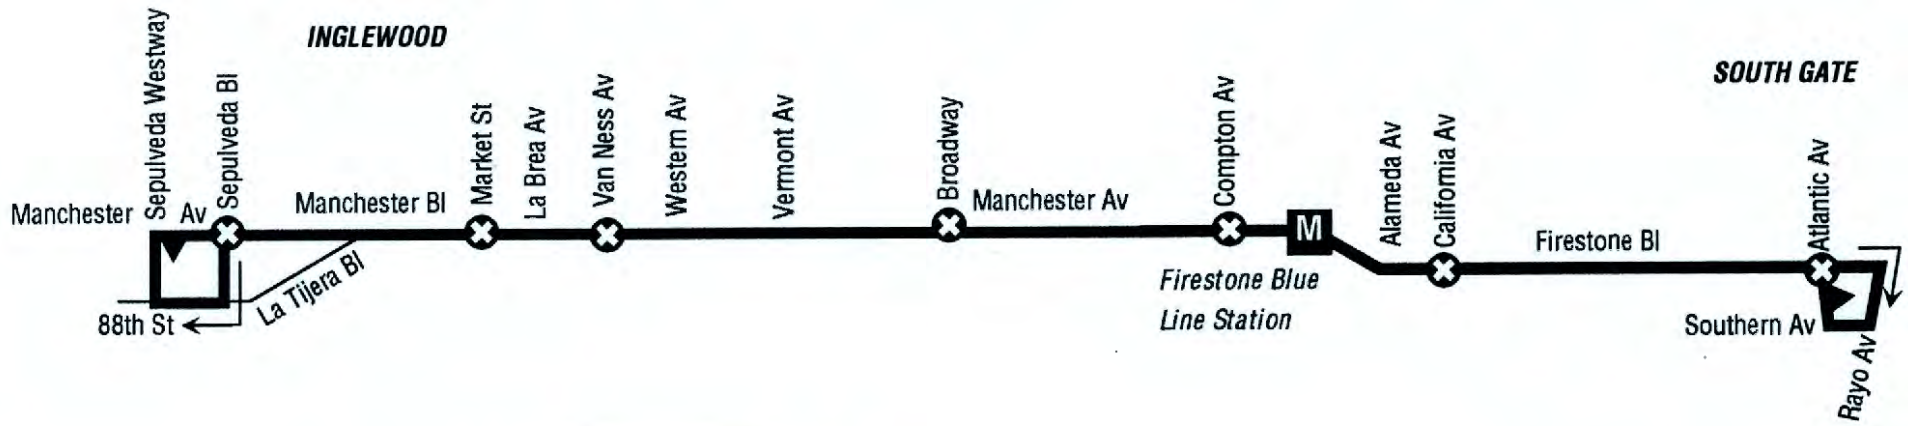 INGLEWOOD
SOUTH GATE
Sepulveda Westway
Sepulveda Bl
Market St
La Brea Av
Van Ness Av
Western Av
Vermont Av
Broadway
Compton Av
Alameda Av
California Av
Atlantic Av
Manchester Av
Manchester Bl
Manchester Av
M
Firestone Bl
La Tijera Bl
88th St
Firestone Blue
Line Station
Southern Av
Rayo Av